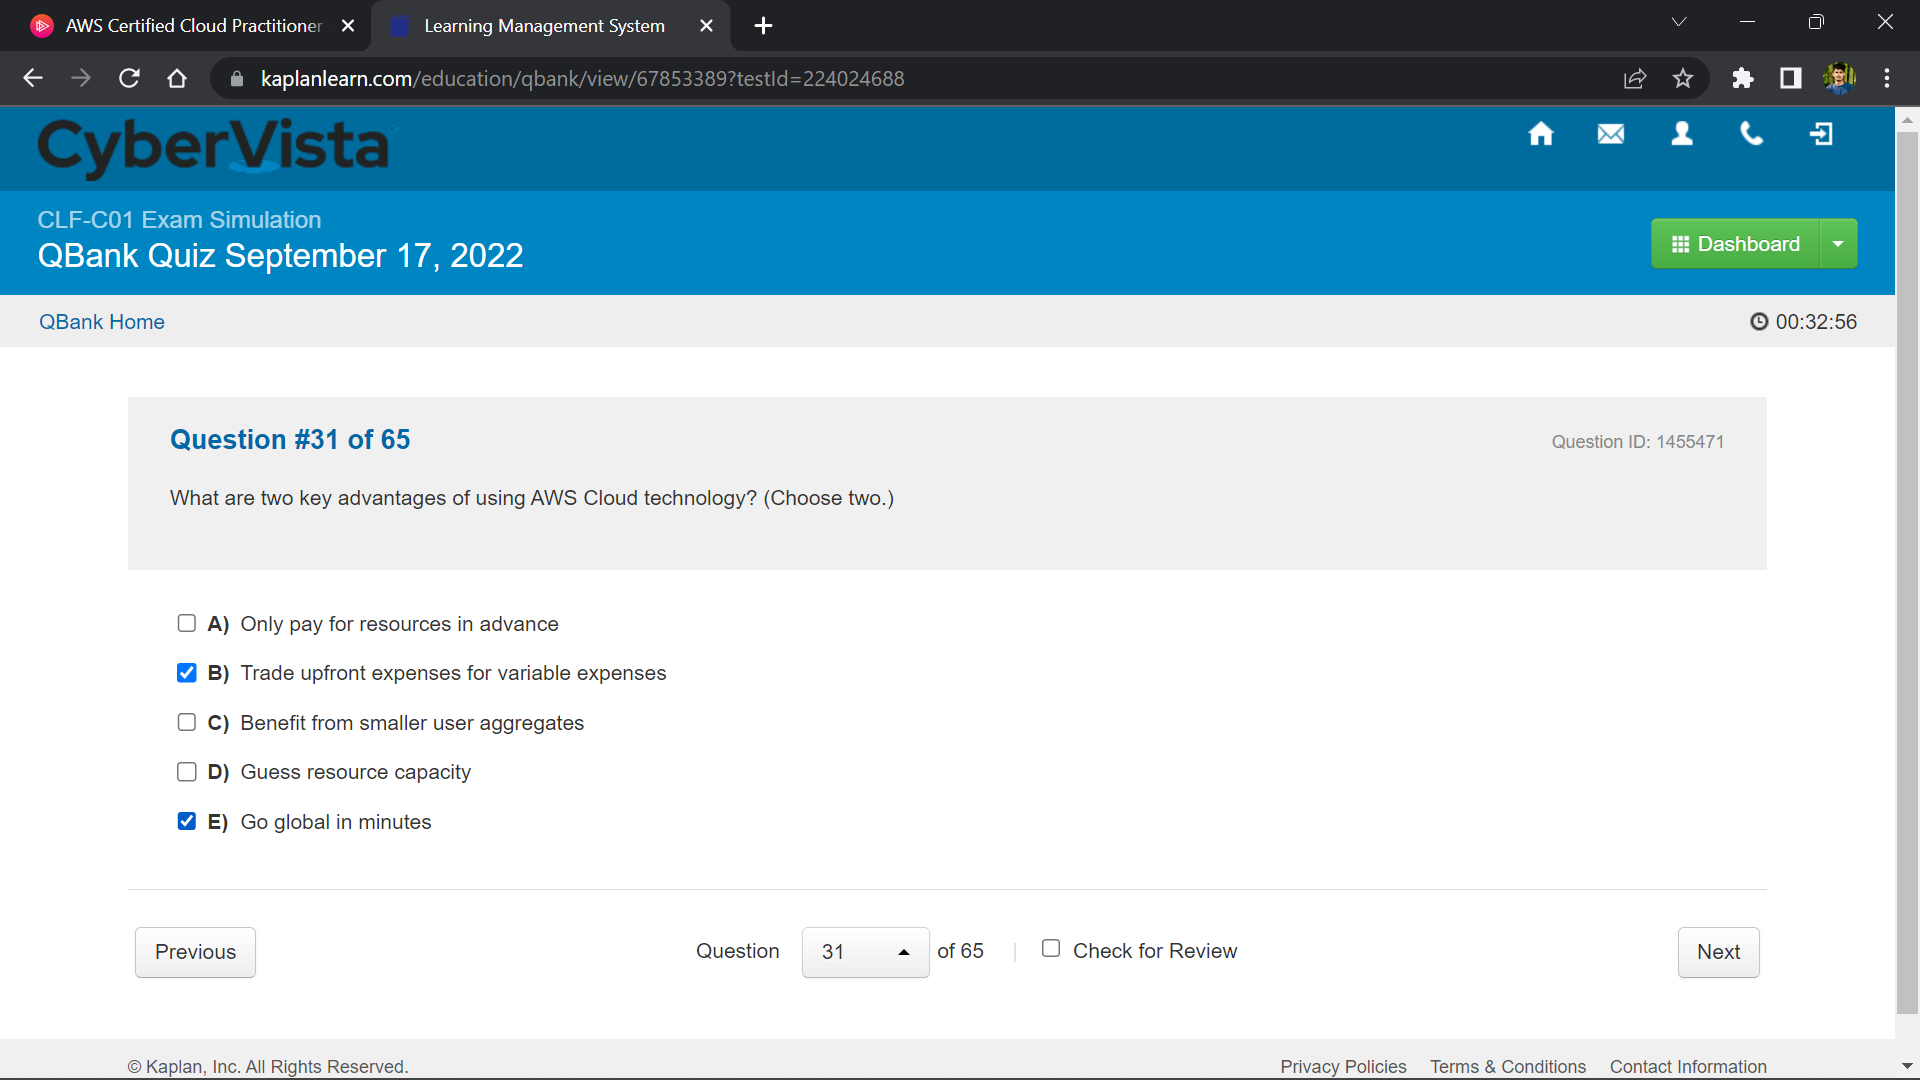 AWS Certified Cloud Practitioner
Learning Management System
kaplanlearn.com/education/qbank/view/67853389?testId=224024688
CyberVista
CLF-C01 Exam Simulation
QBank Quiz September 17, 2022
Dashboard
QBank Home
00:32:56
Question #31 of 65
Question ID: 1455471
What are two key advantages of using AWS Cloud technology? (Choose two.)
A) Only pay for resources in advance
B) Trade upfront expenses for variable expenses
C) Benefit from smaller user aggregates
D) Guess resource capacity
E) Go global in minutes
Previous
Question 31 of 65 | Check for Review
Next
© Kaplan, Inc. All Rights Reserved.
Privacy Policies Terms & Conditions Contact Information